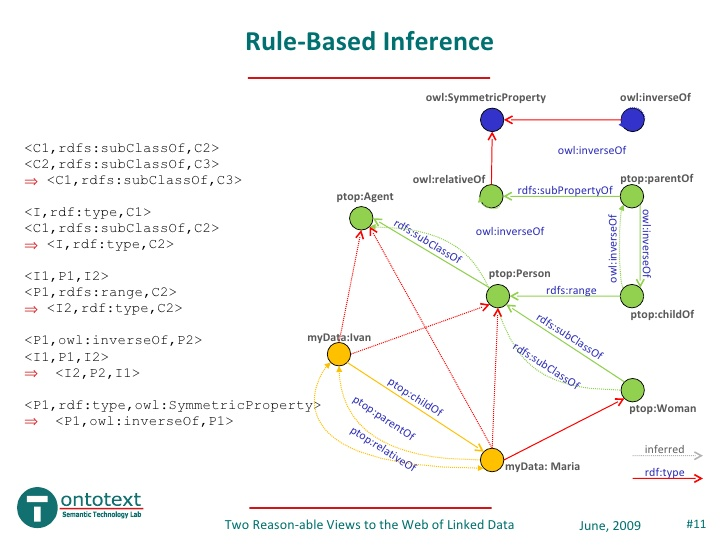 Rule-Based Inference
<C1,rdfs:subClassOf,C2>
<C2,rdfs:subClassOf,C3>
⇒ <C1,rdfs:subClassOf,C3>
<I,rdf:type,C1>
<C1,rdfs:subClassOf,C2>
⇒ <I,rdf:type,C2>
<I1,P1,I2>
<P1,rdfs:range,C2>
⇒ <I2,rdf:type,C2>
<P1,owl:inverseOf,P2>
<I1,P1,I2>
⇒ <I2,P2,I1>
<P1,rdf:type,owl:SymmetricProperty>
⇒ <P1,owl:inverseOf,P1>
owl:SymmetricProperty
owl:inverseOf
owl:inverseOf
owl:relativeOf
rdfs:subPropertyOf
ptop:parentOf
ptop:Agent
rdfs:subClassOf
owl:inverseOf
owl:inverseOf
owl:inverseOf
ptop:Person
rdfs:range
ptop:childOf
rdfs:subClassOf
rdfs:subClassOf
myData:Ivan
ptop:childOf
ptop:parentOf
ptop:relativeOf
ptop:Woman
myData: Maria
inferred
rdf:type
ontotext
Semantic Technology Lab
Two Reason-able Views to the Web of Linked Data
June, 2009
#11